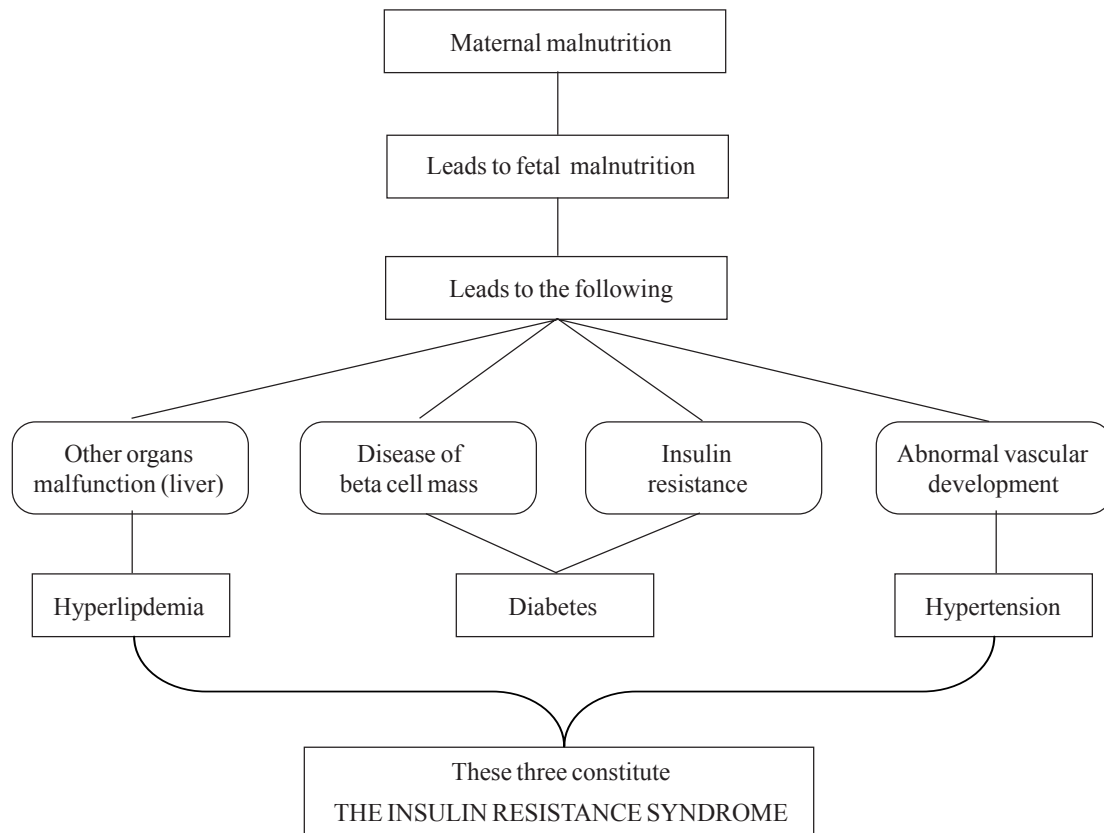 Maternal malnutrition
Leads to fetal malnutrition
Leads to the following
Other organs
malfunction (liver)
Disease of
beta cell mass
Insulin
resistance
Abnormal vascular
development
Hyperlipdemia
Diabetes
Hypertension
These three constitute
THE INSULIN RESISTANCE SYNDROME